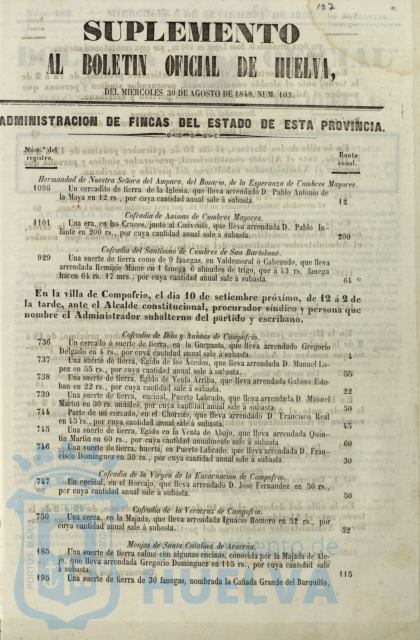 197
SUPLEMENTO
AL BOLETIN OFICIAL DE HUELVA,
DEL MIERCOLES 30 DE AGOSTO DE 1848, NUM. 103.
ADMINISTRACION DE FINCAS DEL ESTADO DE ESTA PROVINCIA.
Núm.s del registro.
Renta anual.
Hermandad de Nuestra Señora del Amparo, del Rosario, de la Esperanza de Cumbres Mayores.
1096 Un cercadito de tierra de la Iglesia, que lleva arrendado D. Pablo Antonio de
la Maya en 12 rs., por cuya cantidad sale á subasta. 12
Cofradia de Animas de Cumbres Mayores.
1101 Una era, en las Cruces, junto al Convento, que lleva arrendada D. Pablo In-
fante en 200 rs., por cuya cantidad anual sale á subasta. 200
Cofradia del Santisimo de Cumbres de San Bartolomé.
929 Una suerte de tierra como de 9 fanegas, en Valdemoral ó Cabezudo, que lleva
arrendada Remigio Maine en 1 fanega 6 almudes de trigo, que á 43 rs. fanega
hacen 64 rs. 17 mrs., por cuya cantidad anual sale á subasta. 64
En la villa de Compofrio, el dia 10 de setiembre próximo, de 12 á 2 de
la tarde, ante el Alcalde constitucional, procurador síndico y persona que
nombre el Administrador subalterno del partido y escribano.
Cofradia de Dios y Animas de Campofrio.
736 Un cercado ó suerte de tierra, en la Garganta, que lleva arrendado Gregorio
Delgado en 4 rs., por cuya cantidad anual sale á subasta. 4
737 Una suerte de tierra, Egido de los Acedias, que lleva arrendada D. Manuel Lo-
pez en 55 rs., por cuya cantidad anual sale á subasta. 55
738 Una suerte de tierra, Egido de Venta Arriba, que lleva arrendada Gabino Este-
ban en 22 rs., por cuya cantidad anual sale á subasta. 22
739 Una suerte de tierra, encinal, Puerto Labrado, que lleva arrendada D. Manuel
Martin en 50 rs. anuales, por cuya cantidad anual sale á subasta. 50
744 Parte de un cercado, en el Chirrero, que lleva arrendado D. Francisco Real
en 45 rs., por cuya cantidad anual sale á subasta. 45
745 Una suerte de tierra, Egido en la Venta de Abajo, que lleva arrendada Quin-
tin Martin en 60 rs., por cuya cantidad anualmente sale á subasta 60
746 Una suerte de tierra, huerta, en Puerto Labrado, que lleva arrendada D. Fran-
cisco Dominguez en 30 rs., por cuya cantidad anual sale á subasta. 30
Cofradia de la Virgen de la Encarnacion de Campofrio.
747 Un encinal, en el Horcajo, que lleva arrendado D. José Fernandez en 50 rs.,
por cuya cantidad anual sale á subasta. 50
Cofradia de la Veracruz de Campofrio.
750 Una cerca, en la Majada, que lleva arrendada Ignacio Romero en 52 rs., por
cuya cantidad anual sale á subasta. 52
Monjas de Santa Catalina de Aracena.
185 Una suerte de tierra calma con algunas encinas, conocida por la Majada de Ale-
jo, que lleva arrendada Gregorio Dominguez en 115 rs., por cuya cantidad sale
á subasta. 115
198 Una suerte de tierra de 30 fanegas, nombrada la Cañada Grande del Barquillo,
Ayuntamiento de
HUELVA